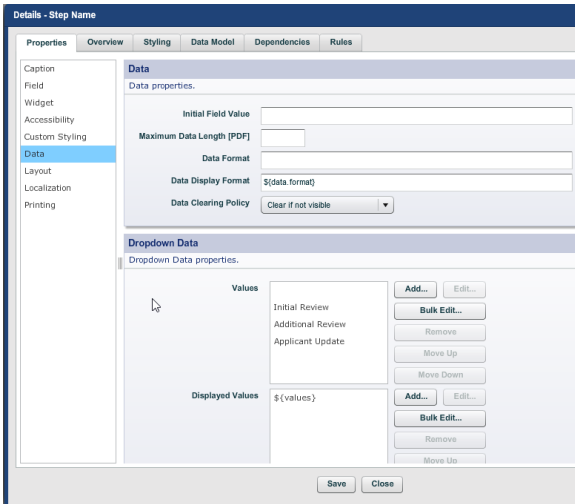 Details - Step Name
Properties Overview Styling Data Model Dependencies Rules
Caption
Field
Widget
Accessibility
Custom Styling
Data
Layout
Localization
Printing
Data
Data properties.
Initial Field Value
Maximum Data Length [PDF]
Data Format
Data Display Format ${data.format}
Data Clearing Policy Clear if not visible
Dropdown Data
Dropdown Data properties.
Values
Initial Review
Additional Review
Applicant Update
Add... Edit...
Bulk Edit...
Remove
Move Up
Move Down
Displayed Values
${values}
Add... Edit...
Bulk Edit...
Remove
Move Up
Save Close